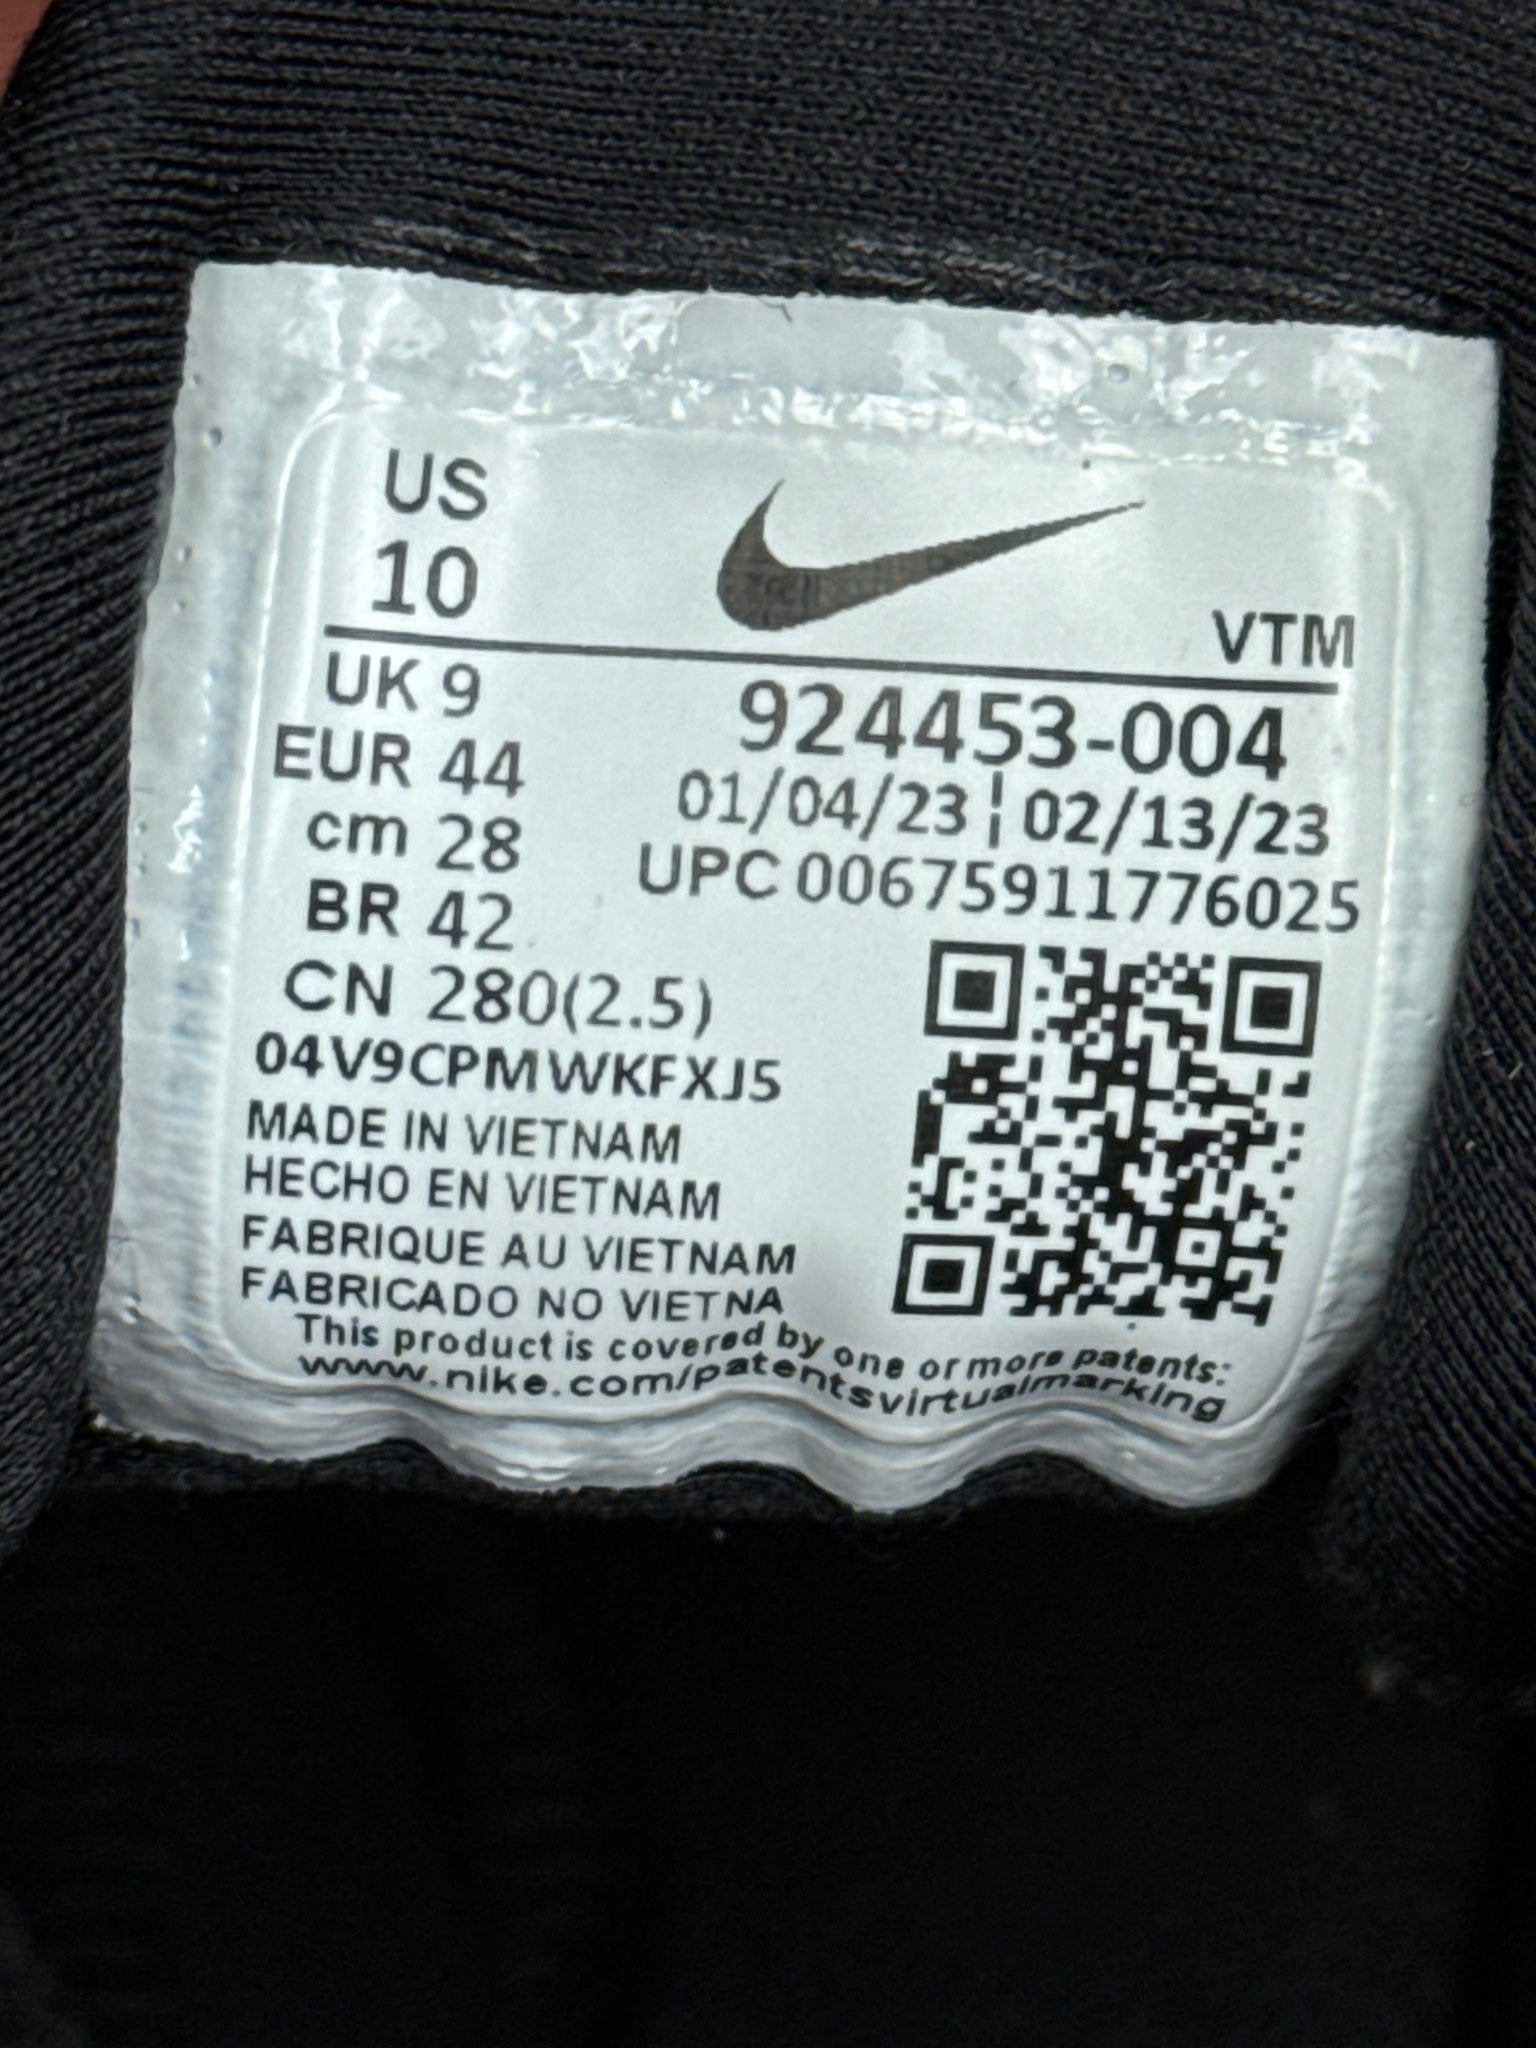 US
10
VTM
UK 9
924453-004
EUR 44
01/04/23 ¦ 02/13/23
cm 28
UPC 00675911776025
BR 42
CN 280(2.5)
04V9CPMWKFXJ5
MADE IN VIETNAM
HECHO EN VIETNAM
FABRIQUE AU VIETNAM
FABRICADO NO VIETNA
This product is covered by one or more patents:
www.nike.com/patentsvirtualmarking